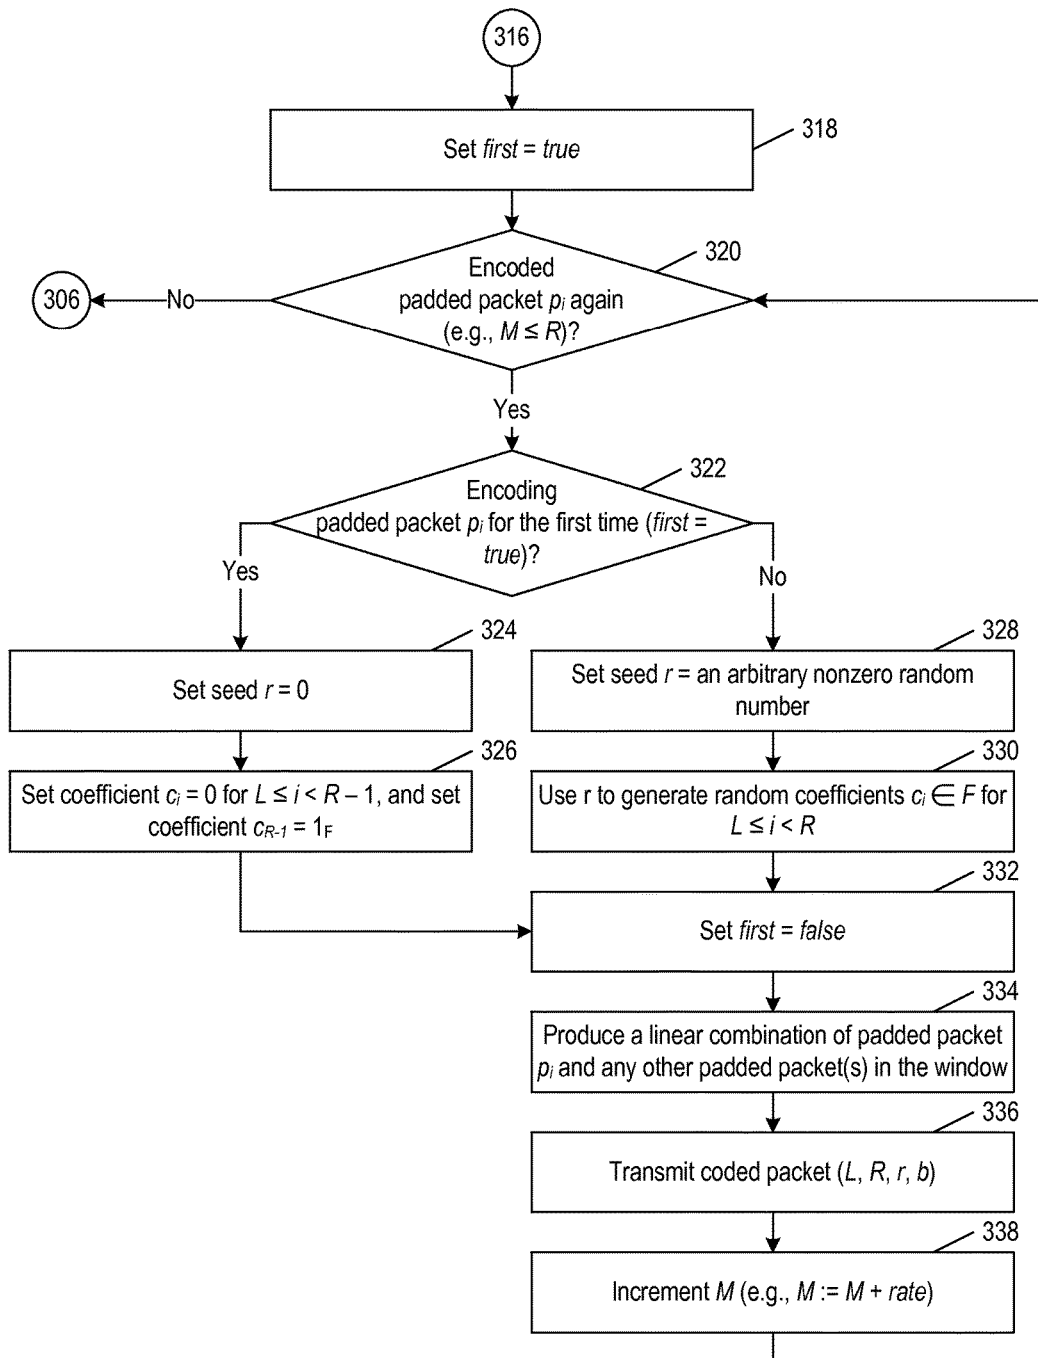 316
318
Set first = true
320
Encoded
padded packet pi again
(e.g., M ≤ R)?
306
No
Yes
322
Encoding
padded packet pi for the first time (first =
true)?
Yes
No
324
Set seed r = 0
328
Set seed r = an arbitrary nonzero random
number
326
Set coefficient ci = 0 for L ≤ i < R – 1, and set
coefficient cR-1 = 1F
330
Use r to generate random coefficients ci ∈ F for
L ≤ i < R
332
Set first = false
334
Produce a linear combination of padded packet
pi and any other padded packet(s) in the window
336
Transmit coded packet (L, R, r, b)
338
Increment M (e.g., M := M + rate)